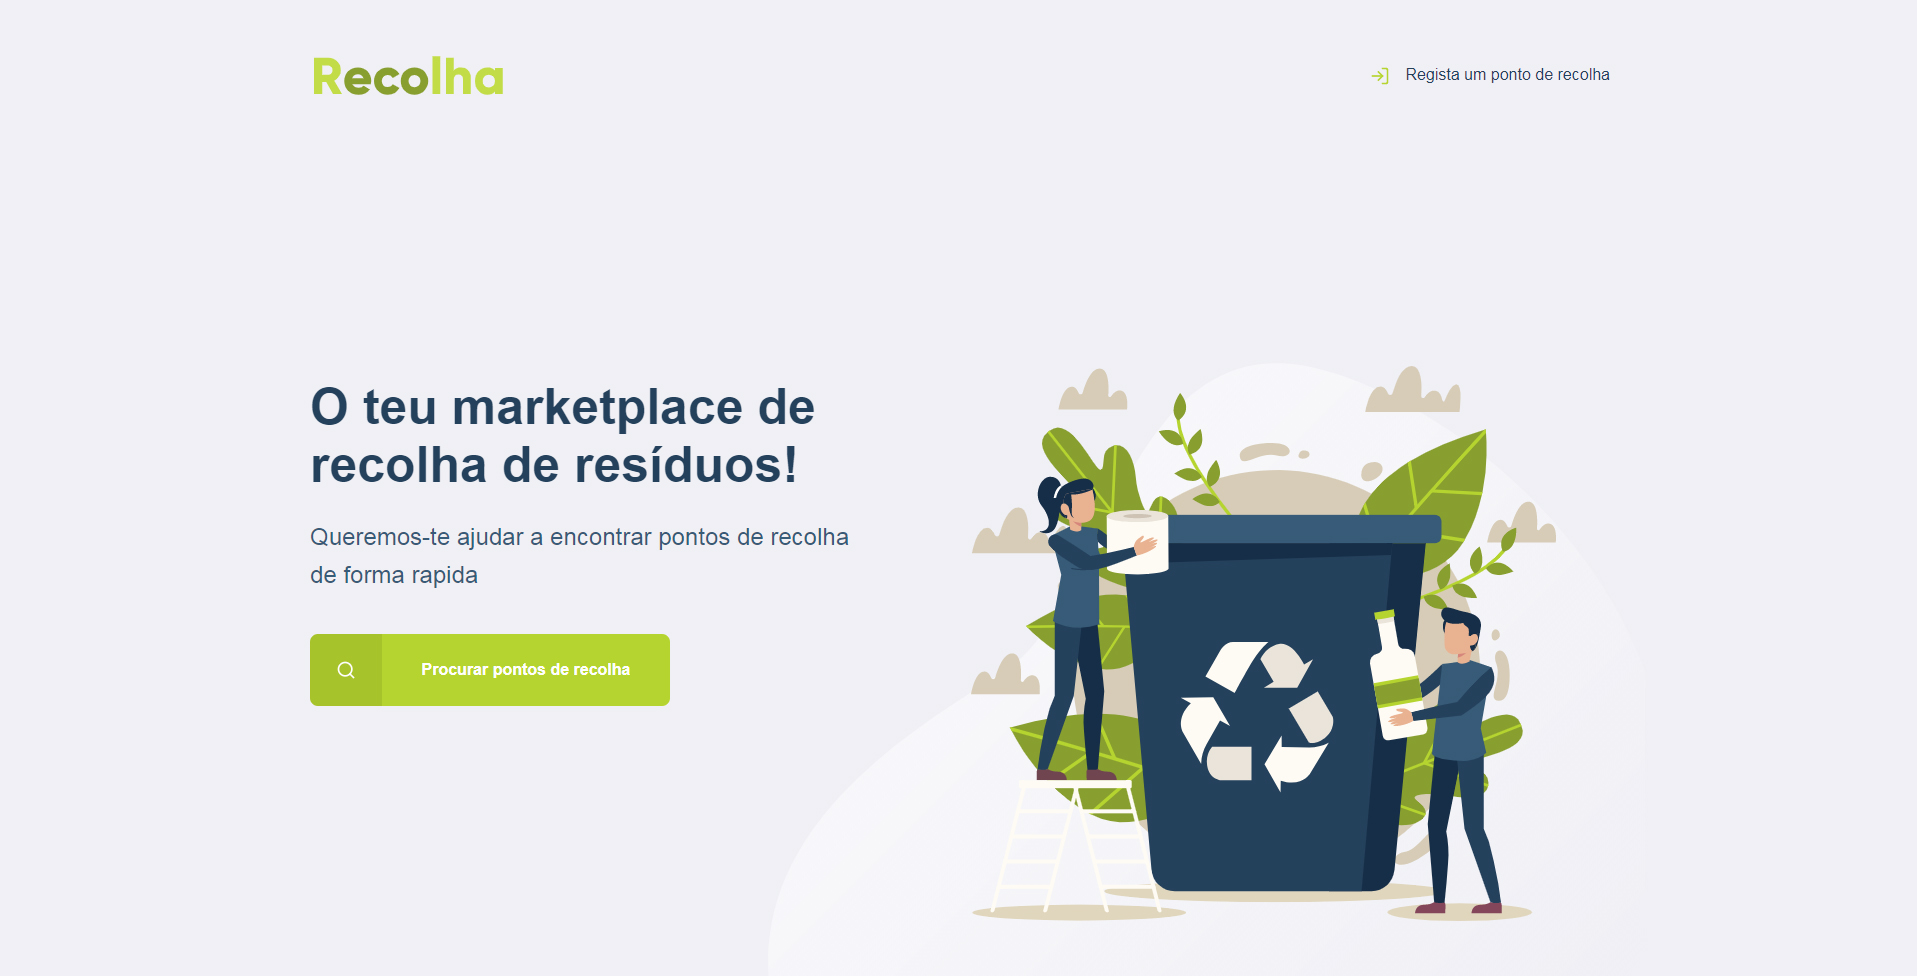 Recolha
Regista um ponto de recolha
O teu marketplace de
recolha de resíduos!
Queremos-te ajudar a encontrar pontos de recolha
de forma rapida
Procurar pontos de recolha